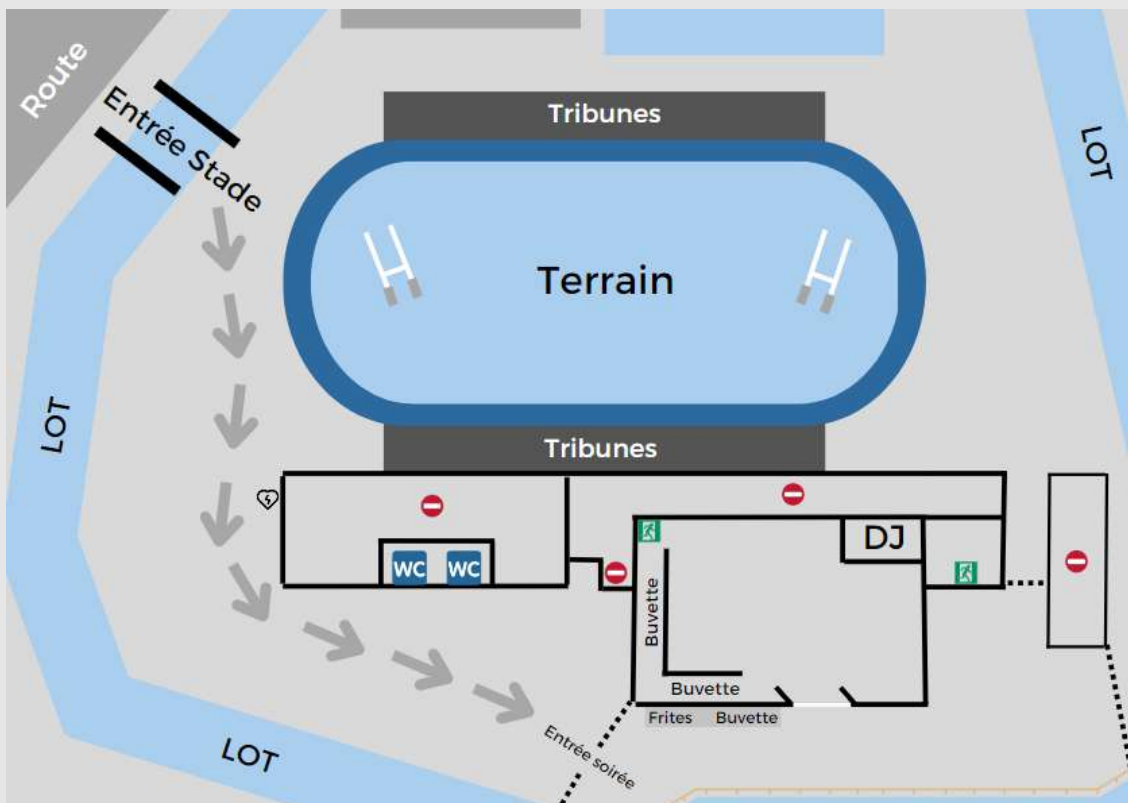 Route
Entrée Stade
Tribunes
LOT
Terrain
LOT
Tribunes
DJ
WC WC
Buvette
Buvette
Frites Buvette
Entrée soirée
LOT